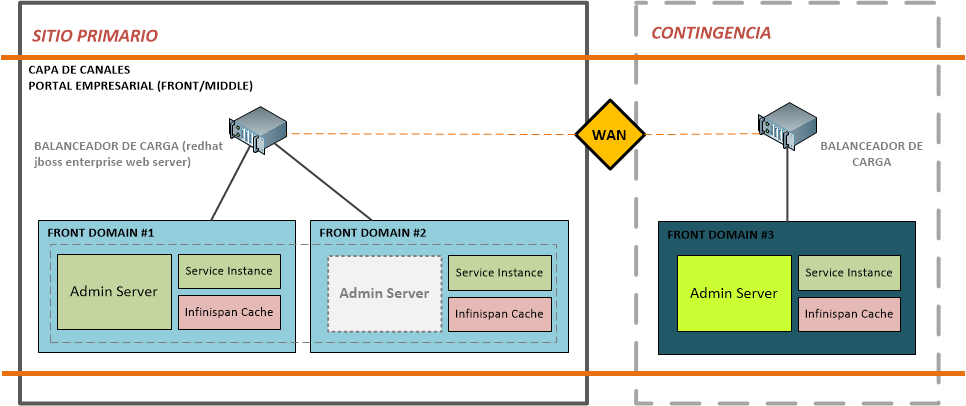 SITIO PRIMARIO
CONTINGENCIA
CAPA DE CANALES
PORTAL EMPRESARIAL (FRONT/MIDDLE)
WAN
BALANCEADOR DE CARGA (redhat
jboss enterprise web server)
BALANCEADOR DE
CARGA
FRONT DOMAIN #1
Admin Server
Service Instance
Infinispan Cache
FRONT DOMAIN #2
Admin Server
Service Instance
Infinispan Cache
FRONT DOMAIN #3
Admin Server
Service Instance
Infinispan Cache